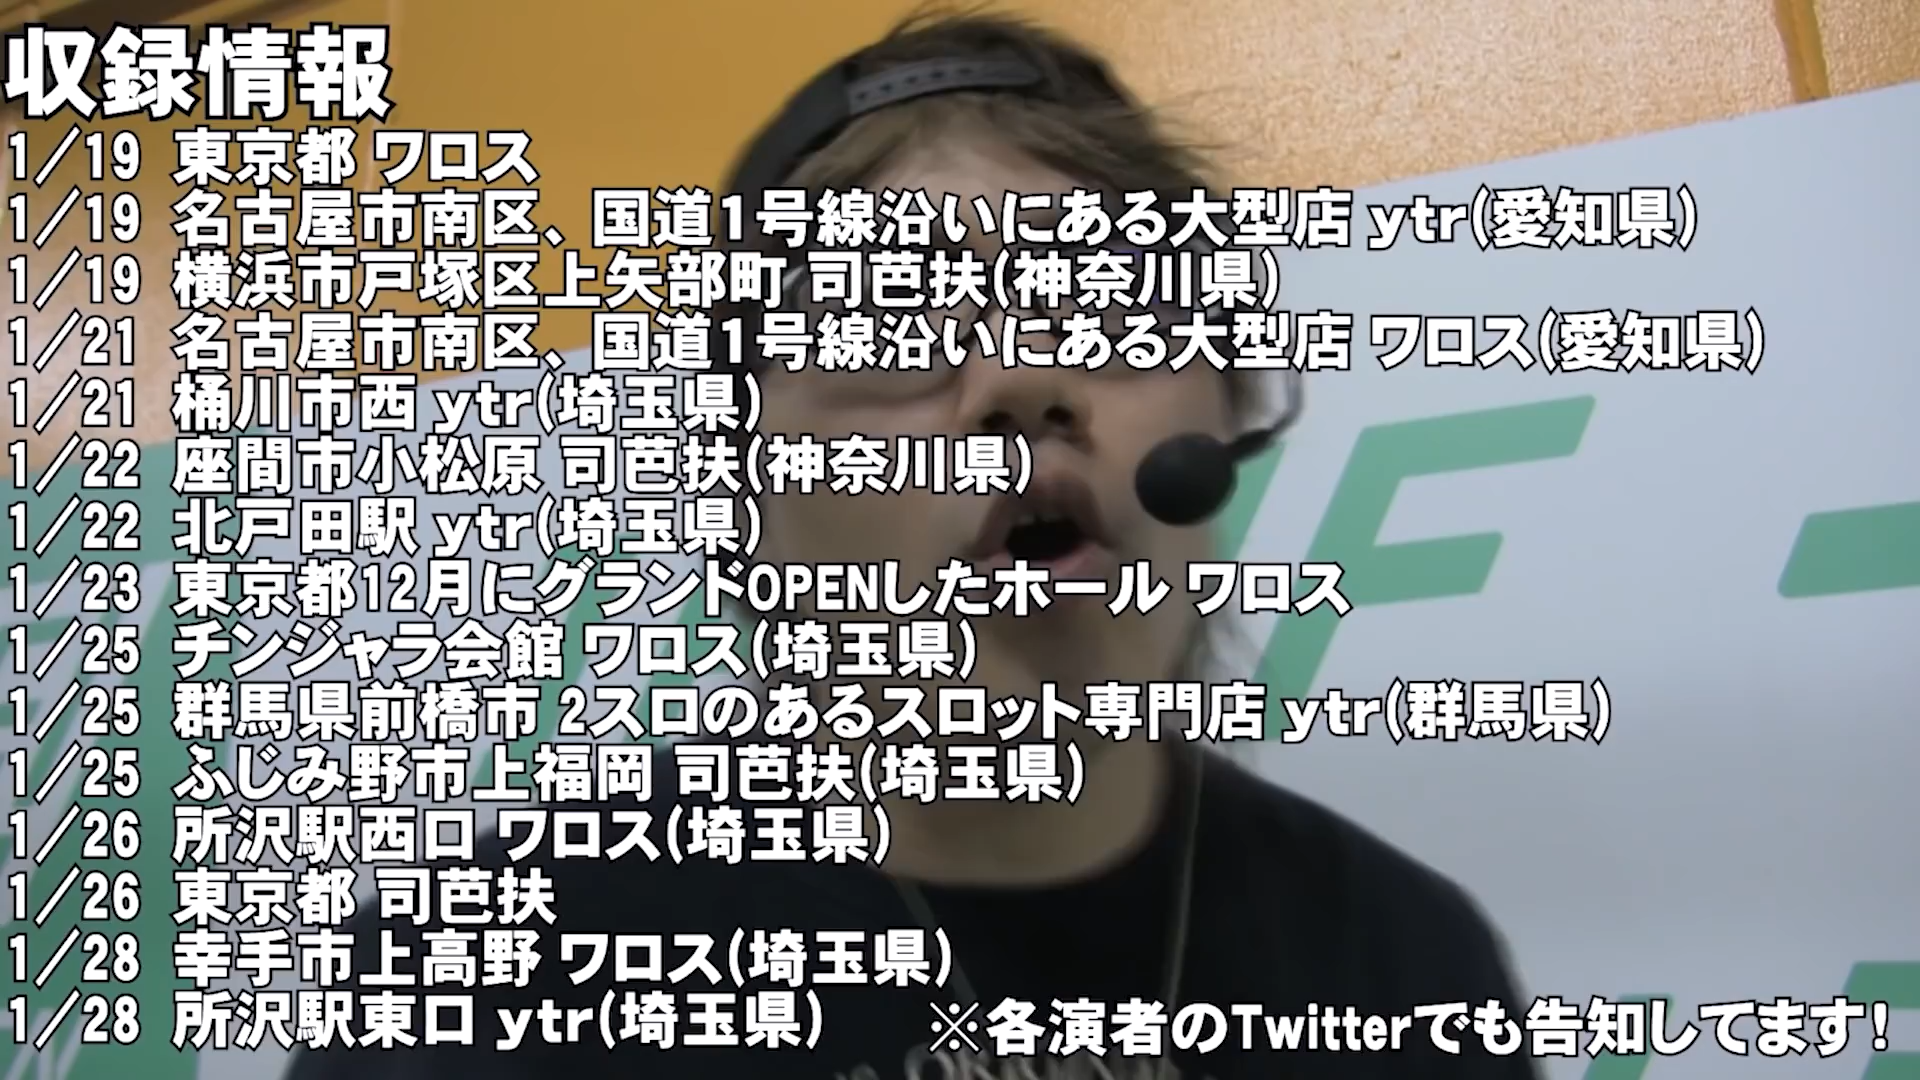 収録情報
1/19 東京都 ワロス
1/19 名古屋市南区、国道1号線沿いにある大型店 ytr(愛知県)
1/19 横浜市戸塚区上矢部町 司芭扶(神奈川県)
1/21 名古屋市南区、国道1号線沿いにある大型店 ワロス(愛知県)
1/21 桶川市西 ytr(埼玉県)
1/22 座間市小松原 司芭扶(神奈川県)
1/22 北戸田駅 ytr(埼玉県)
1/23 東京都12月にグランドOPENしたホール ワロス
1/25 チンジャラ会館 ワロス(埼玉県)
1/25 群馬県前橋市 2スロのあるスロット専門店 ytr(群馬県)
1/25 ふじみ野市上福岡 司芭扶(埼玉県)
1/26 所沢駅西口 ワロス(埼玉県)
1/26 東京都 司芭扶
1/28 幸手市上高野 ワロス(埼玉県)
1/28 所沢駅東口 ytr(埼玉県)
※各演者のTwitterでも告知してます!